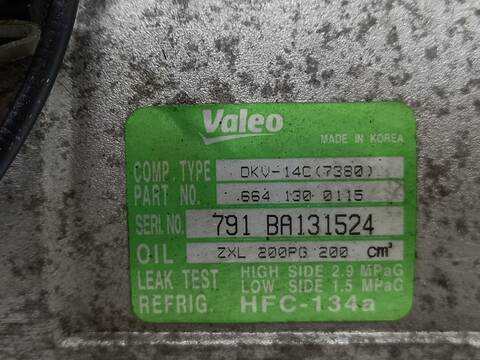 Valeo
MADE IN KOREA
COMP. TYPE DKV-14C(7380)
PART NO. 664 130 0115
SERI. NO. 791 BA131524
OIL ZXL 200PG 200 cm³
LEAK TEST HIGH SIDE 2.9 MPaG
LOW SIDE 1.5 MPaG
REFRIG. HFC-134a